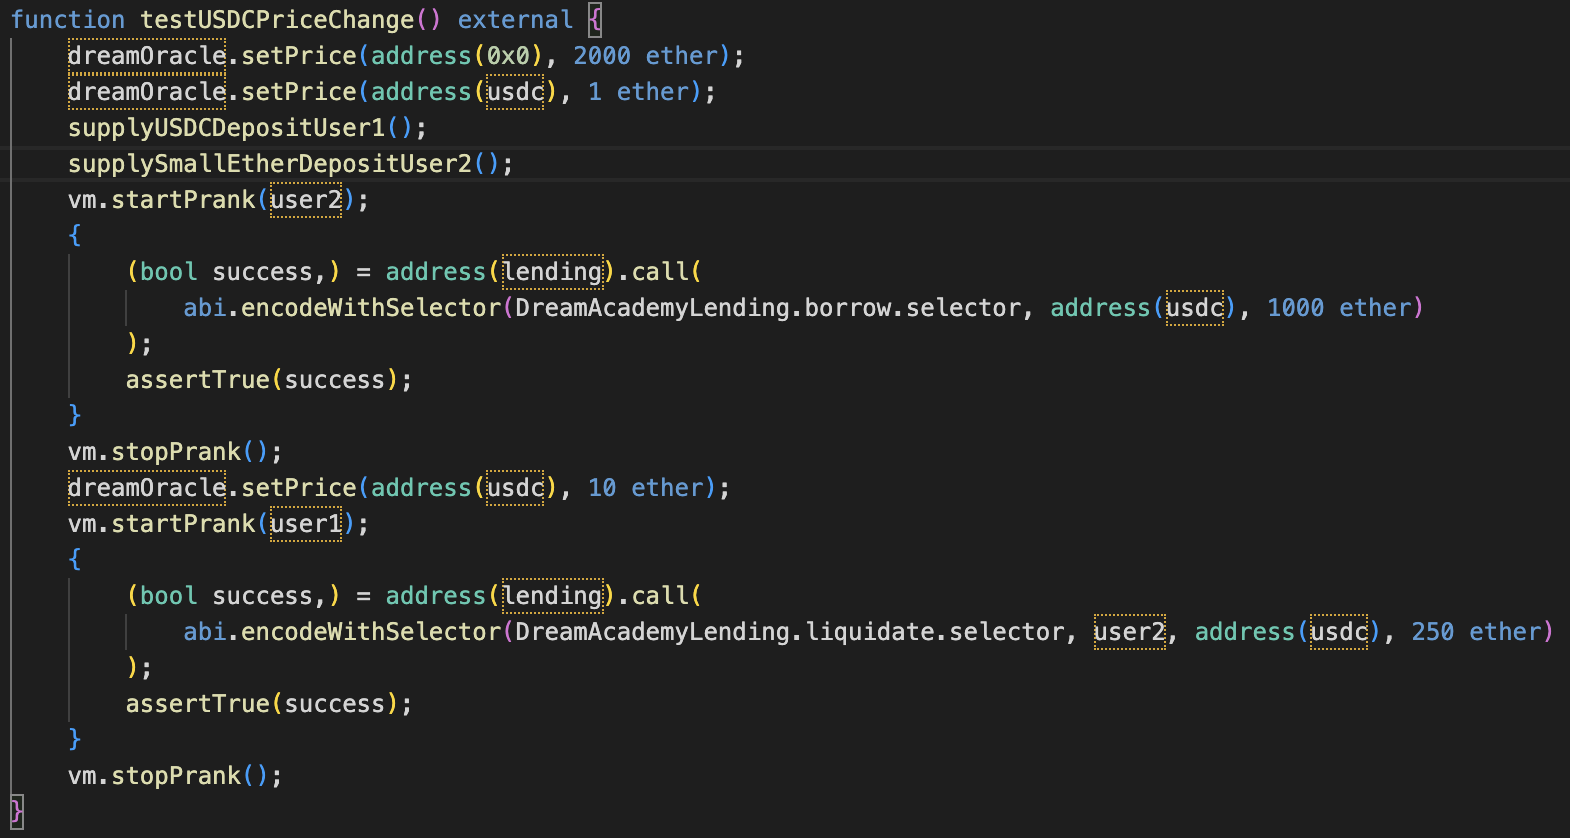 function testUSDCPriceChange() external {
    dreamOracle.setPrice(address(0x0), 2000 ether);
    dreamOracle.setPrice(address(usdc), 1 ether);
    supplyUSDCDepositUser1();
    supplySmallEtherDepositUser2();
    vm.startPrank(user2);
    {
        (bool success,) = address(lending).call(
            abi.encodeWithSelector(DreamAcademyLending.borrow.selector, address(usdc), 1000 ether)
        );
        assertTrue(success);
    }
    vm.stopPrank();
    dreamOracle.setPrice(address(usdc), 10 ether);
    vm.startPrank(user1);
    {
        (bool success,) = address(lending).call(
            abi.encodeWithSelector(DreamAcademyLending.liquidate.selector, user2, address(usdc), 250 ether)
        );
        assertTrue(success);
    }
    vm.stopPrank();
}